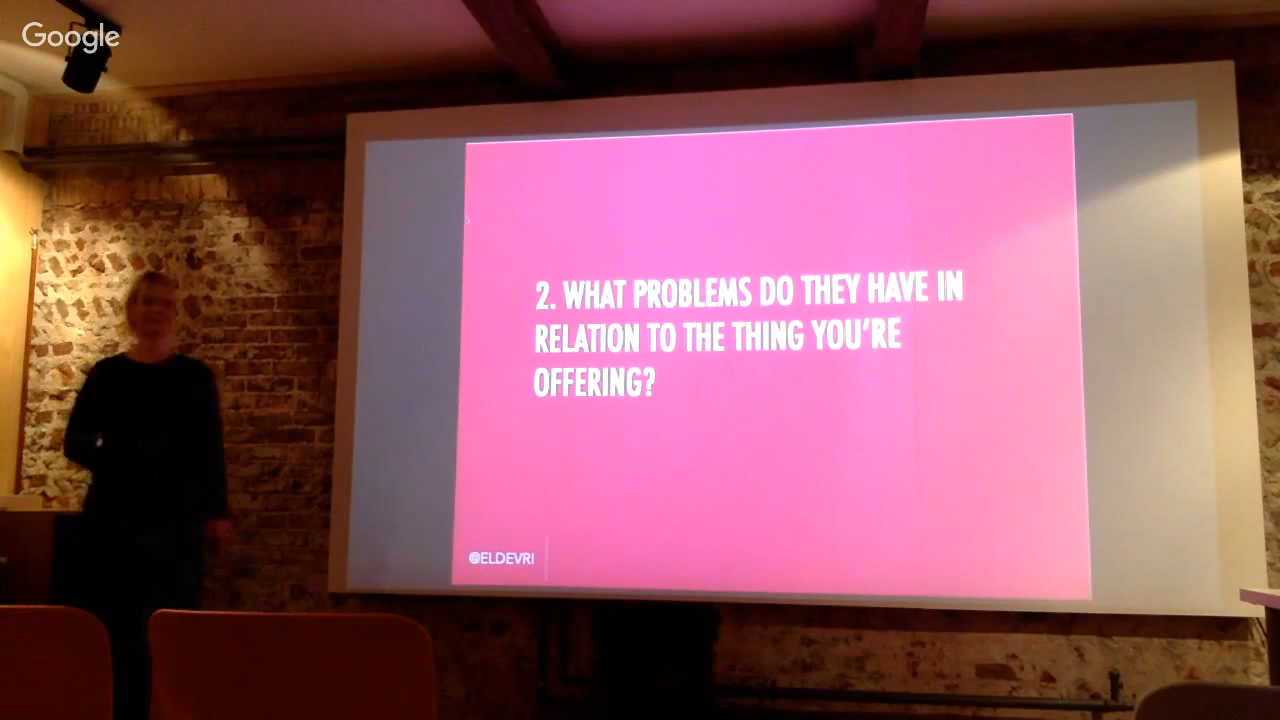 Google
2. WHAT PROBLEMS DO THEY HAVE IN
RELATION TO THE THING YOU'RE
OFFERING?
@ELDEVRI